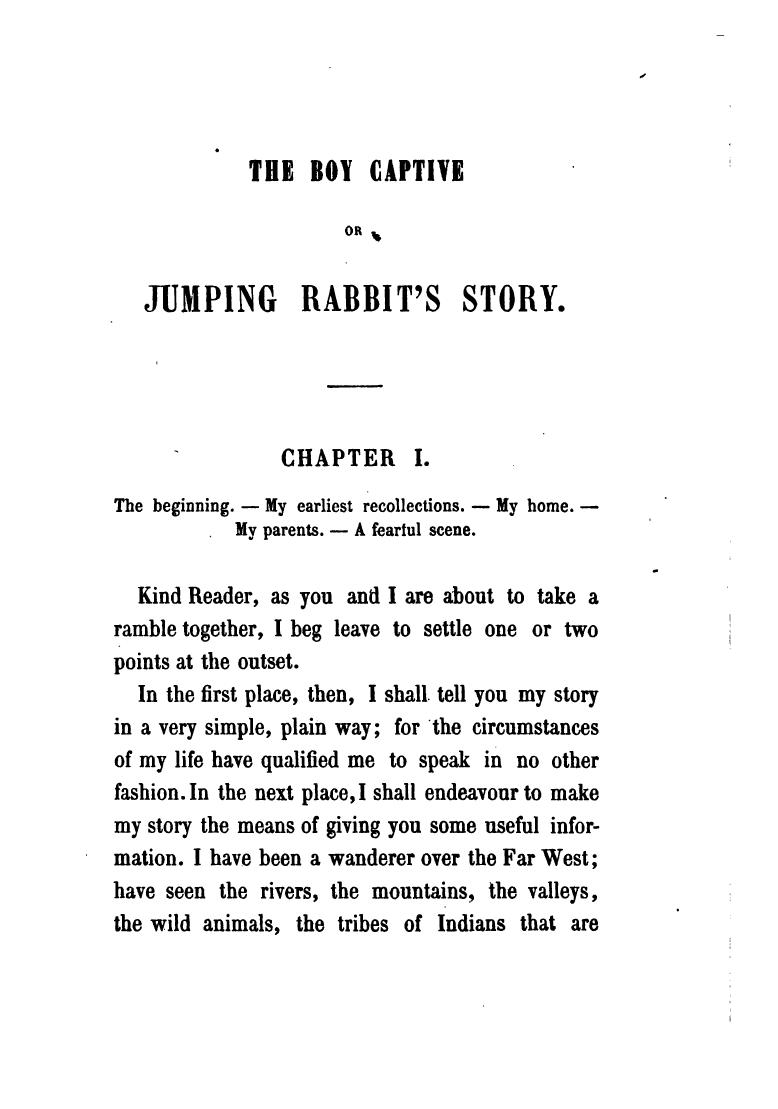 THE BOY CAPTIVE
OR
JUMPING RABBIT'S STORY.
CHAPTER I.
The beginning. — My earliest recollections. — My home. —
My parents. — A fearful scene.
Kind Reader, as you and I are about to take a
ramble together, I beg leave to settle one or two
points at the outset.
In the first place, then, I shall tell you my story
in a very simple, plain way; for the circumstances
of my life have qualified me to speak in no other
fashion. In the next place, I shall endeavour to make
my story the means of giving you some useful infor-
mation. I have been a wanderer over the Far West;
have seen the rivers, the mountains, the valleys,
the wild animals, the tribes of Indians that are